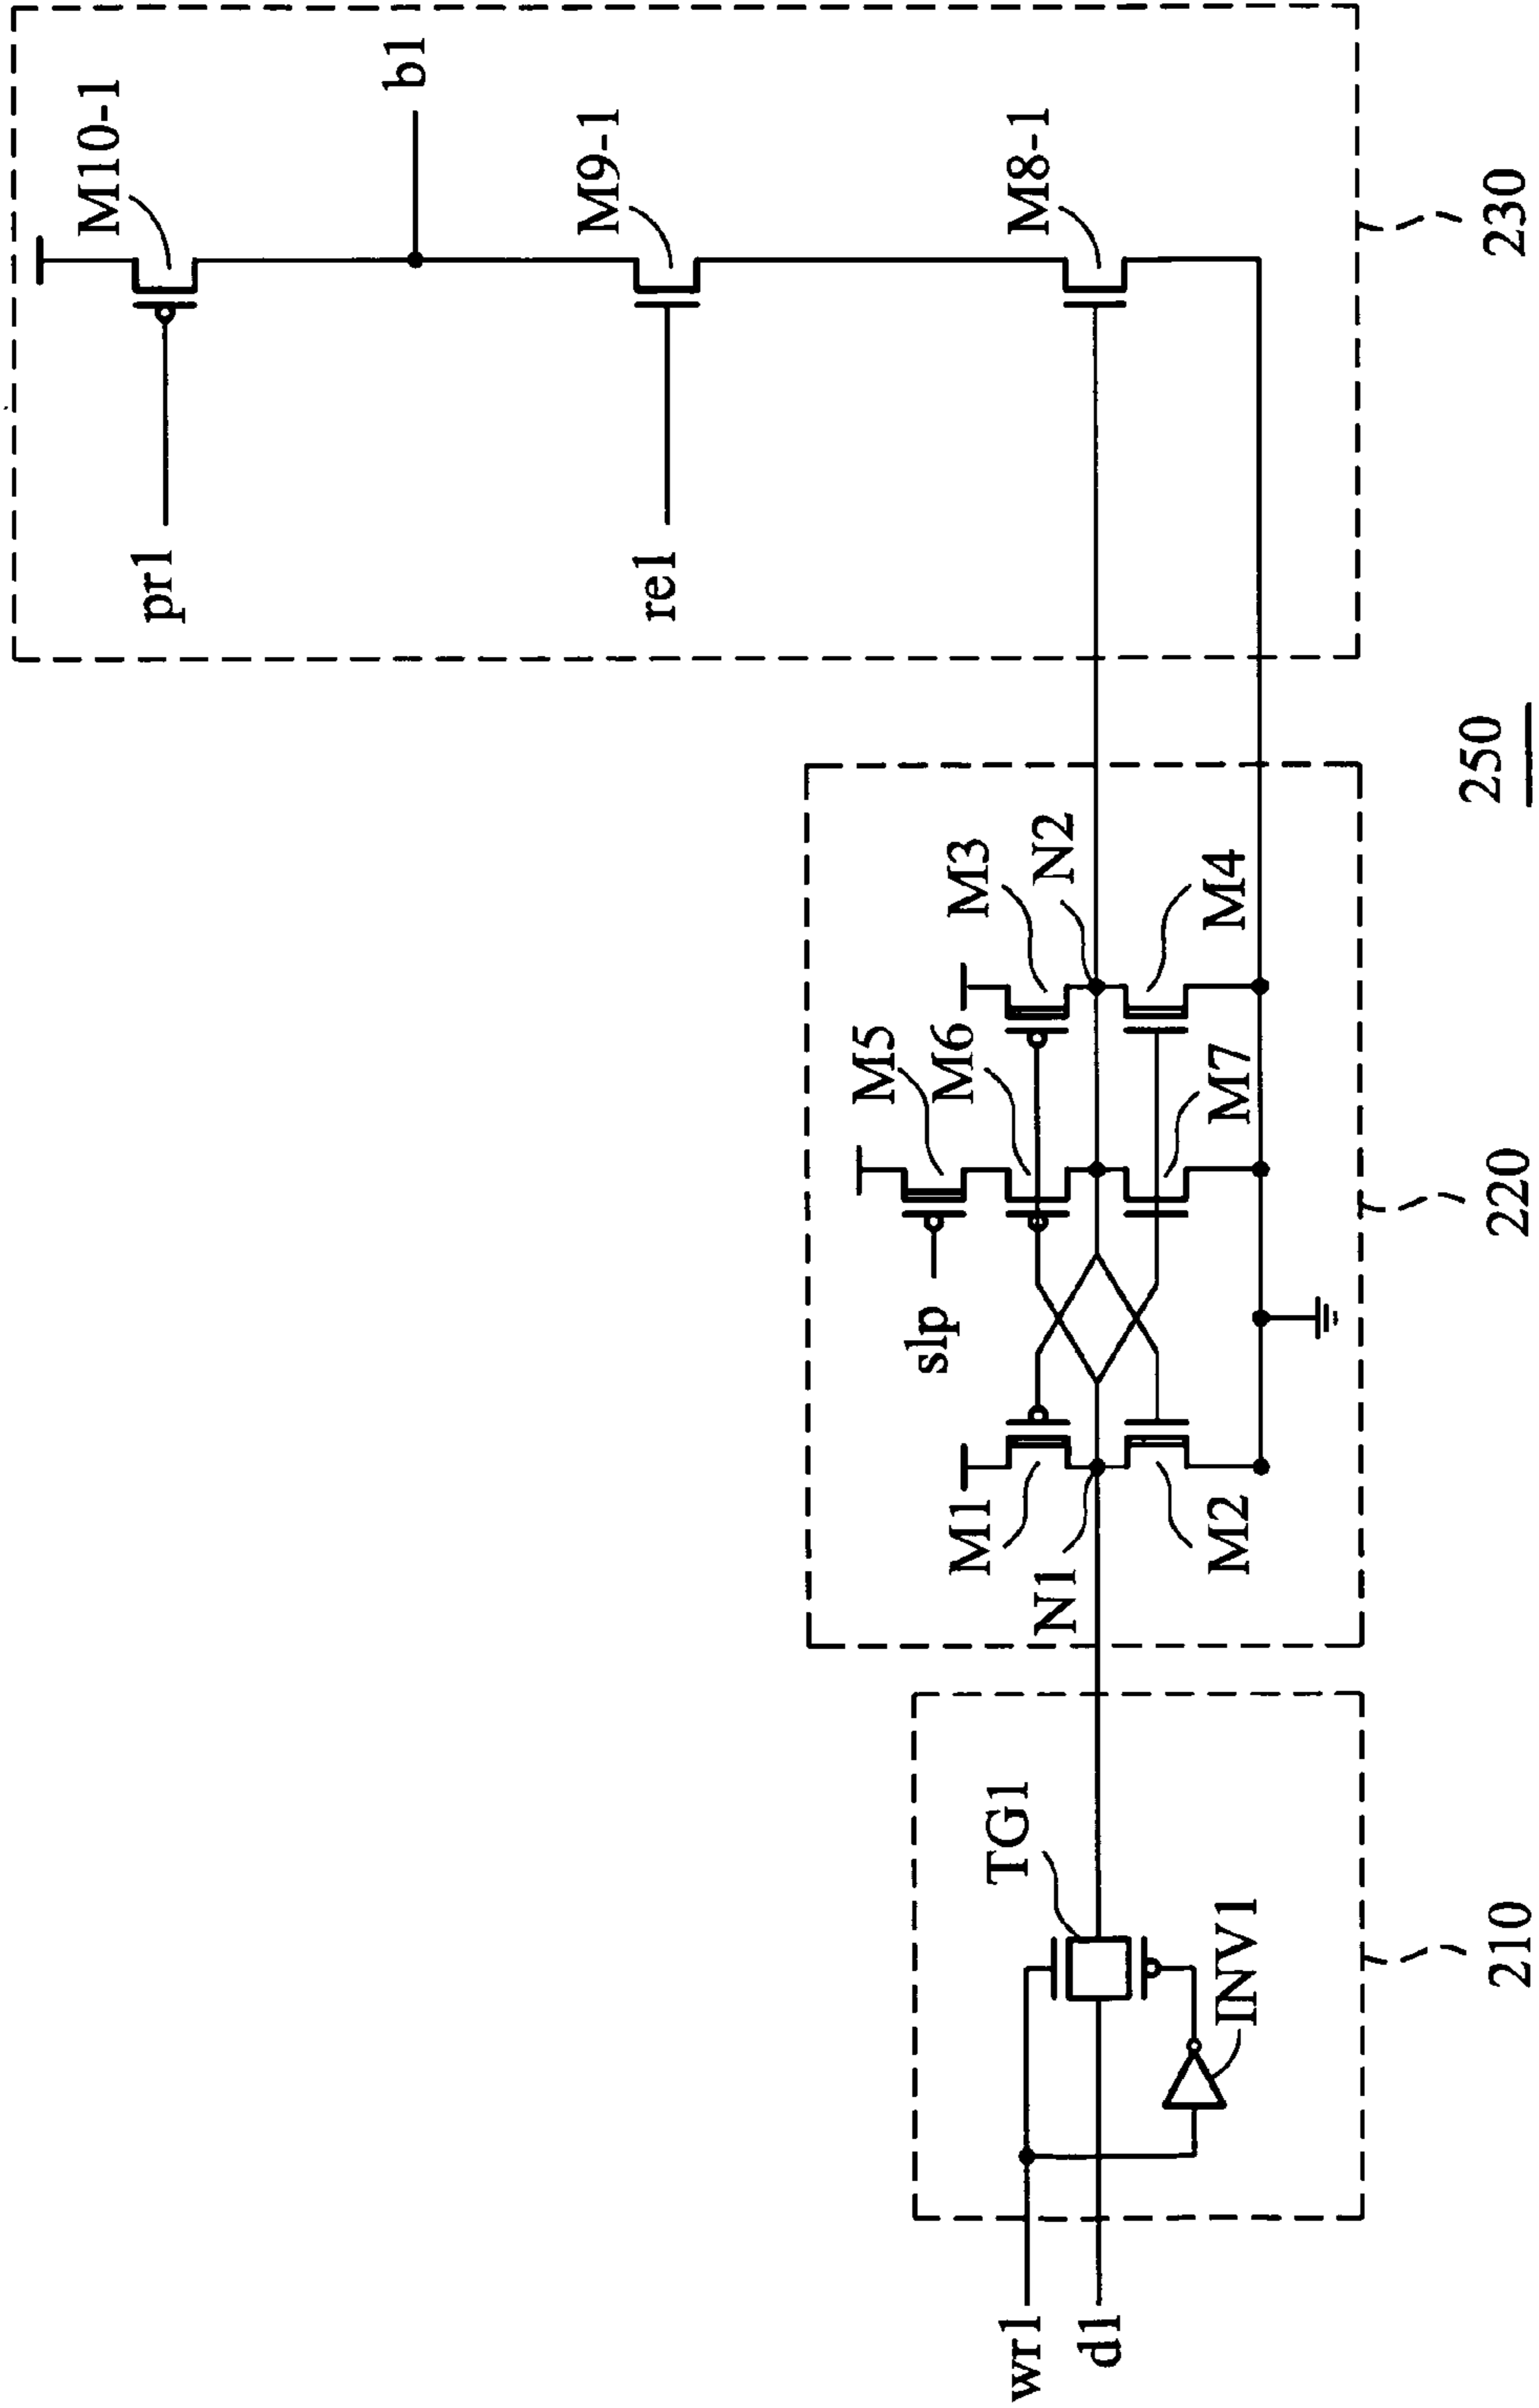 M10-1
b1
pr1
M9-1
re1
M8-1
230
M5
slp
M6
M3
N2
M1
N1
M7
M4
M2
220
TG1
wr1
d1
INV1
210
250